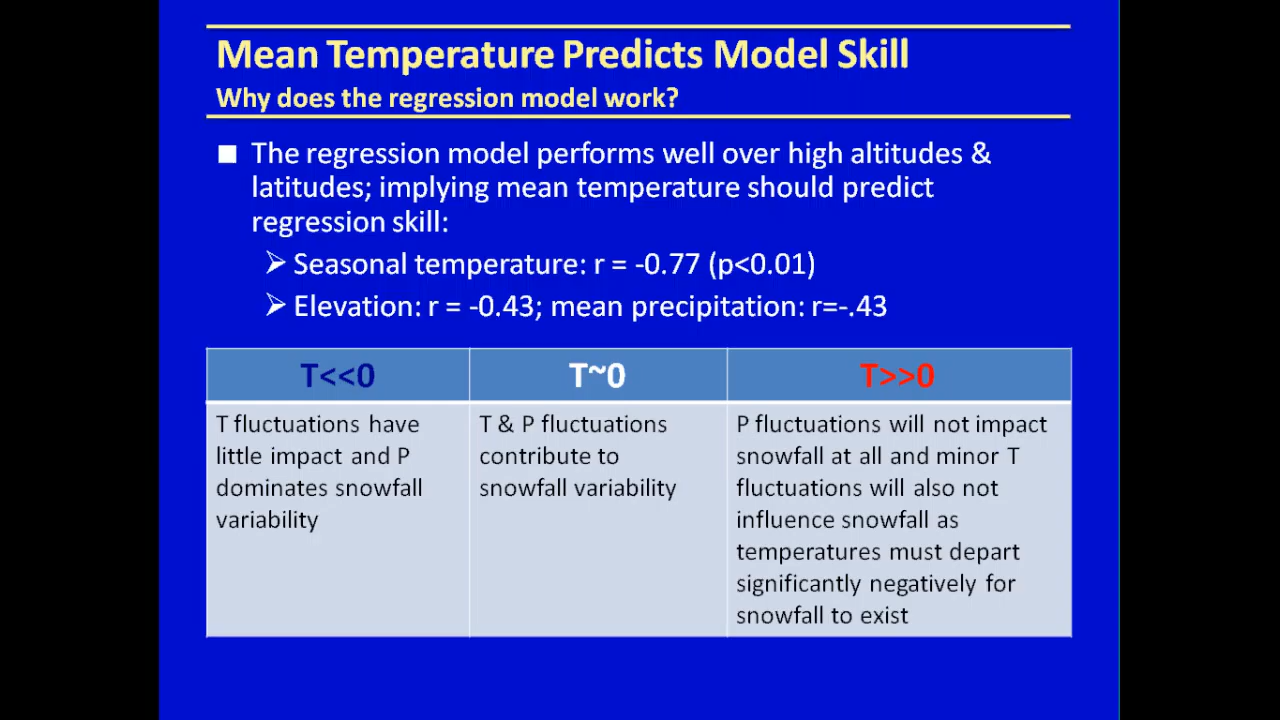 Mean Temperature Predicts Model Skill
Why does the regression model work?
■ The regression model performs well over high altitudes &
latitudes; implying mean temperature should predict
regression skill:
➢ Seasonal temperature: r = -0.77 (p<0.01)
➢ Elevation: r = -0.43; mean precipitation: r=-.43
T<<0
T~0
T>>0
T fluctuations have
little impact and P
dominates snowfall
variability
T & P fluctuations
contribute to
snowfall variability
P fluctuations will not impact
snowfall at all and minor T
fluctuations will also not
influence snowfall as
temperatures must depart
significantly negatively for
snowfall to exist